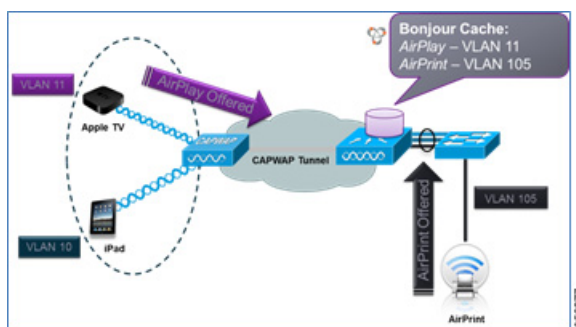 Bonjour Cache:
AirPlay – VLAN 11
AirPrint – VLAN 105
VLAN 11
AirPlay Offered
Apple TV
CAPWAP
CAPWAP Tunnel
VLAN 10
iPad
AirPrint Offered
VLAN 105
AirPrint